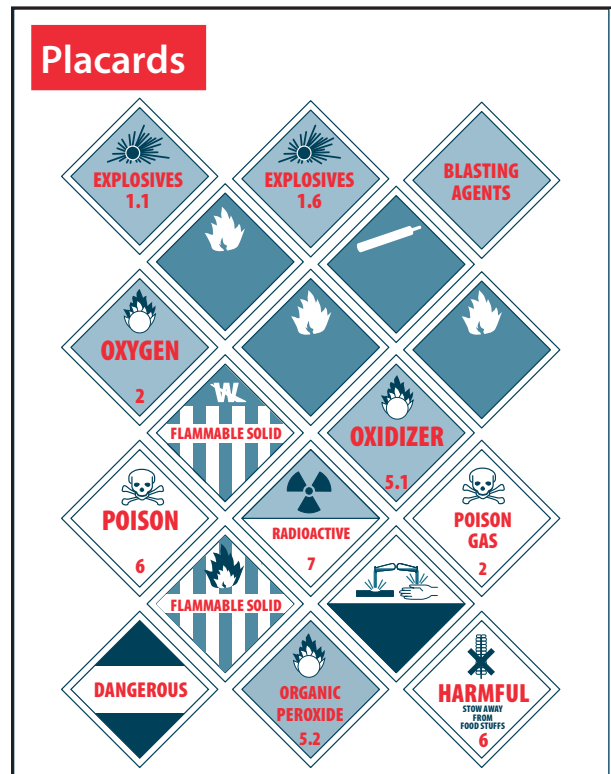 Placards
EXPLOSIVES
1.1
EXPLOSIVES
1.6
BLASTING
AGENTS
OXYGEN
2
W
FLAMMABLE SOLID
OXIDIZER
5.1
POISON
6
RADIOACTIVE
7
POISON
GAS
2
FLAMMABLE SOLID
DANGEROUS
ORGANIC
PEROXIDE
5.2
HARMFUL
STOW AWAY
FROM
FOOD STUFFS
6